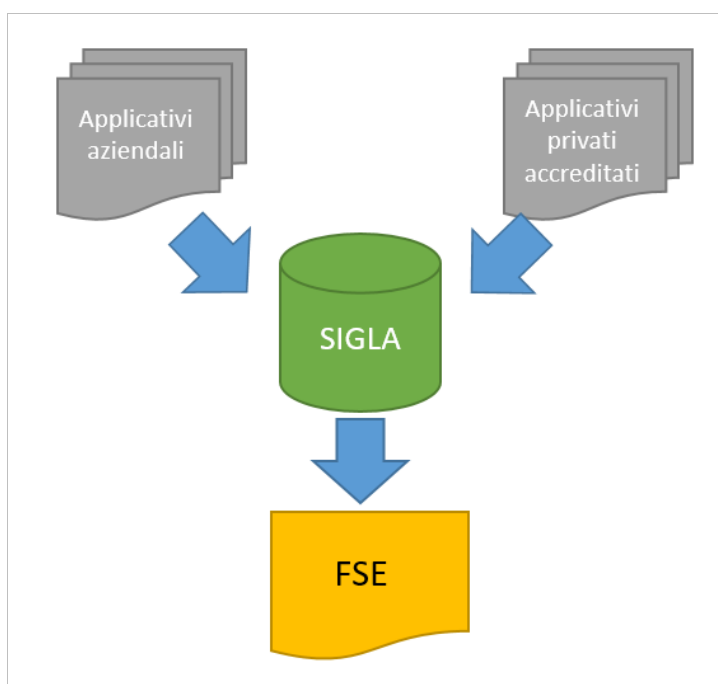 Applicativi
aziendali
Applicativi
privati
accreditati
SIGLA
FSE